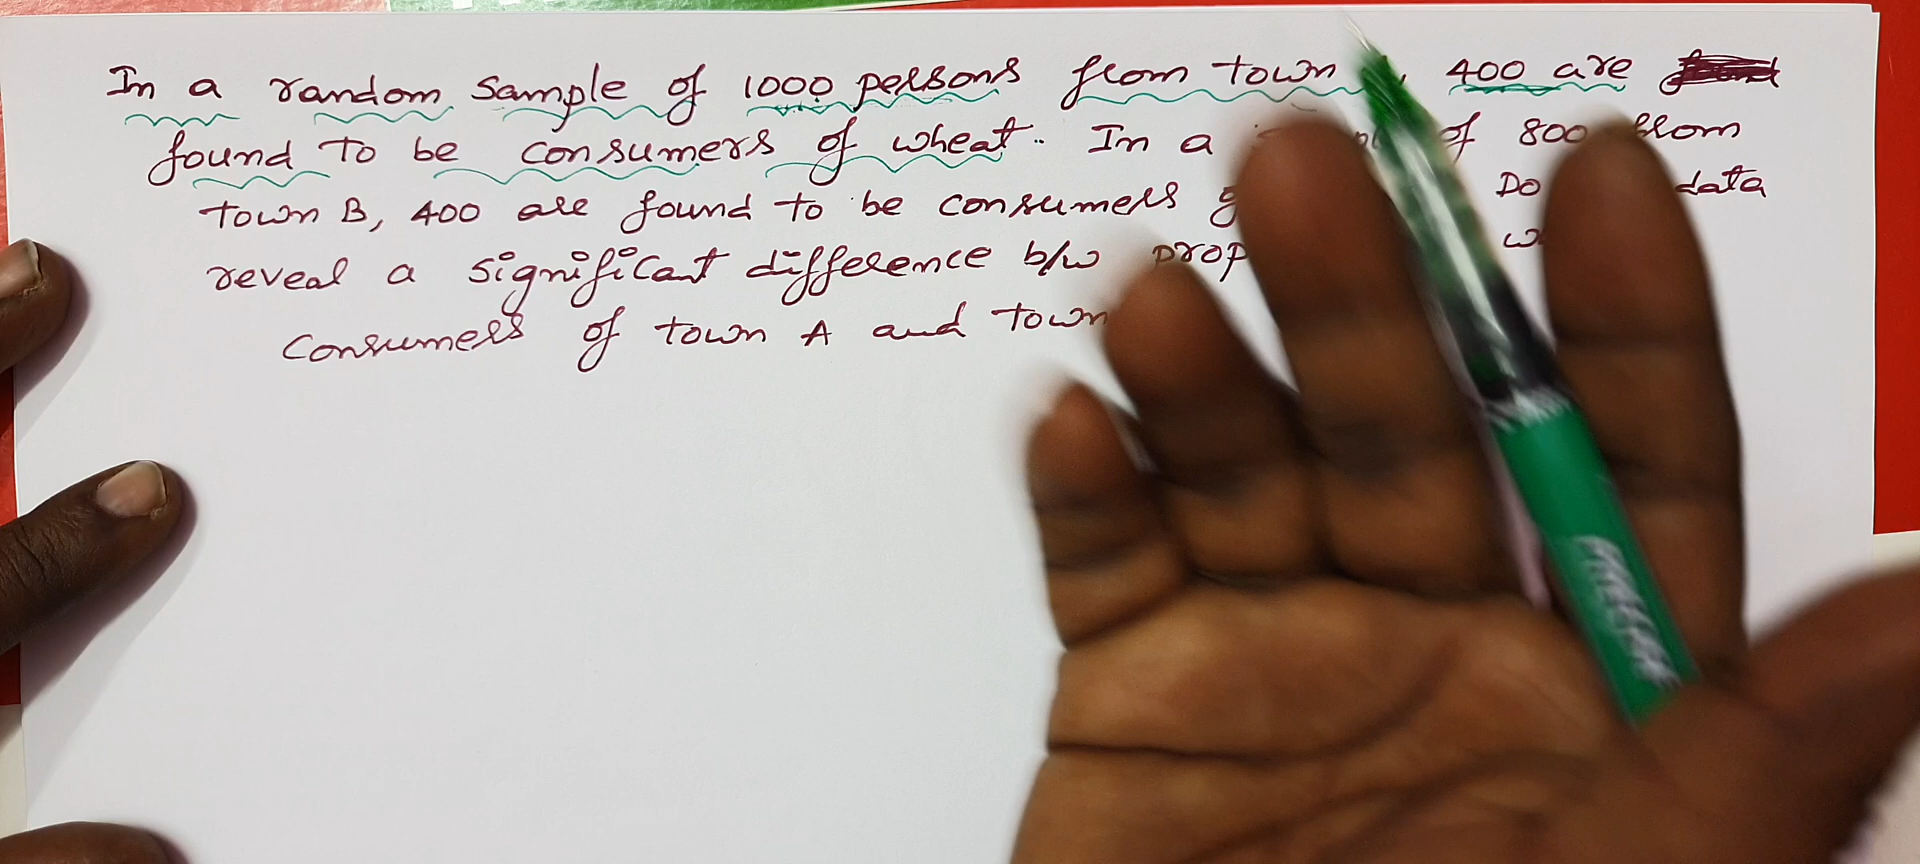 In a random sample of 1000 persons from town 400 are
found to be consumers of wheat. In a of 800 from
town B, 400 are found to be consumers Do data
reveal a significant difference b/w
consumers of town A and town